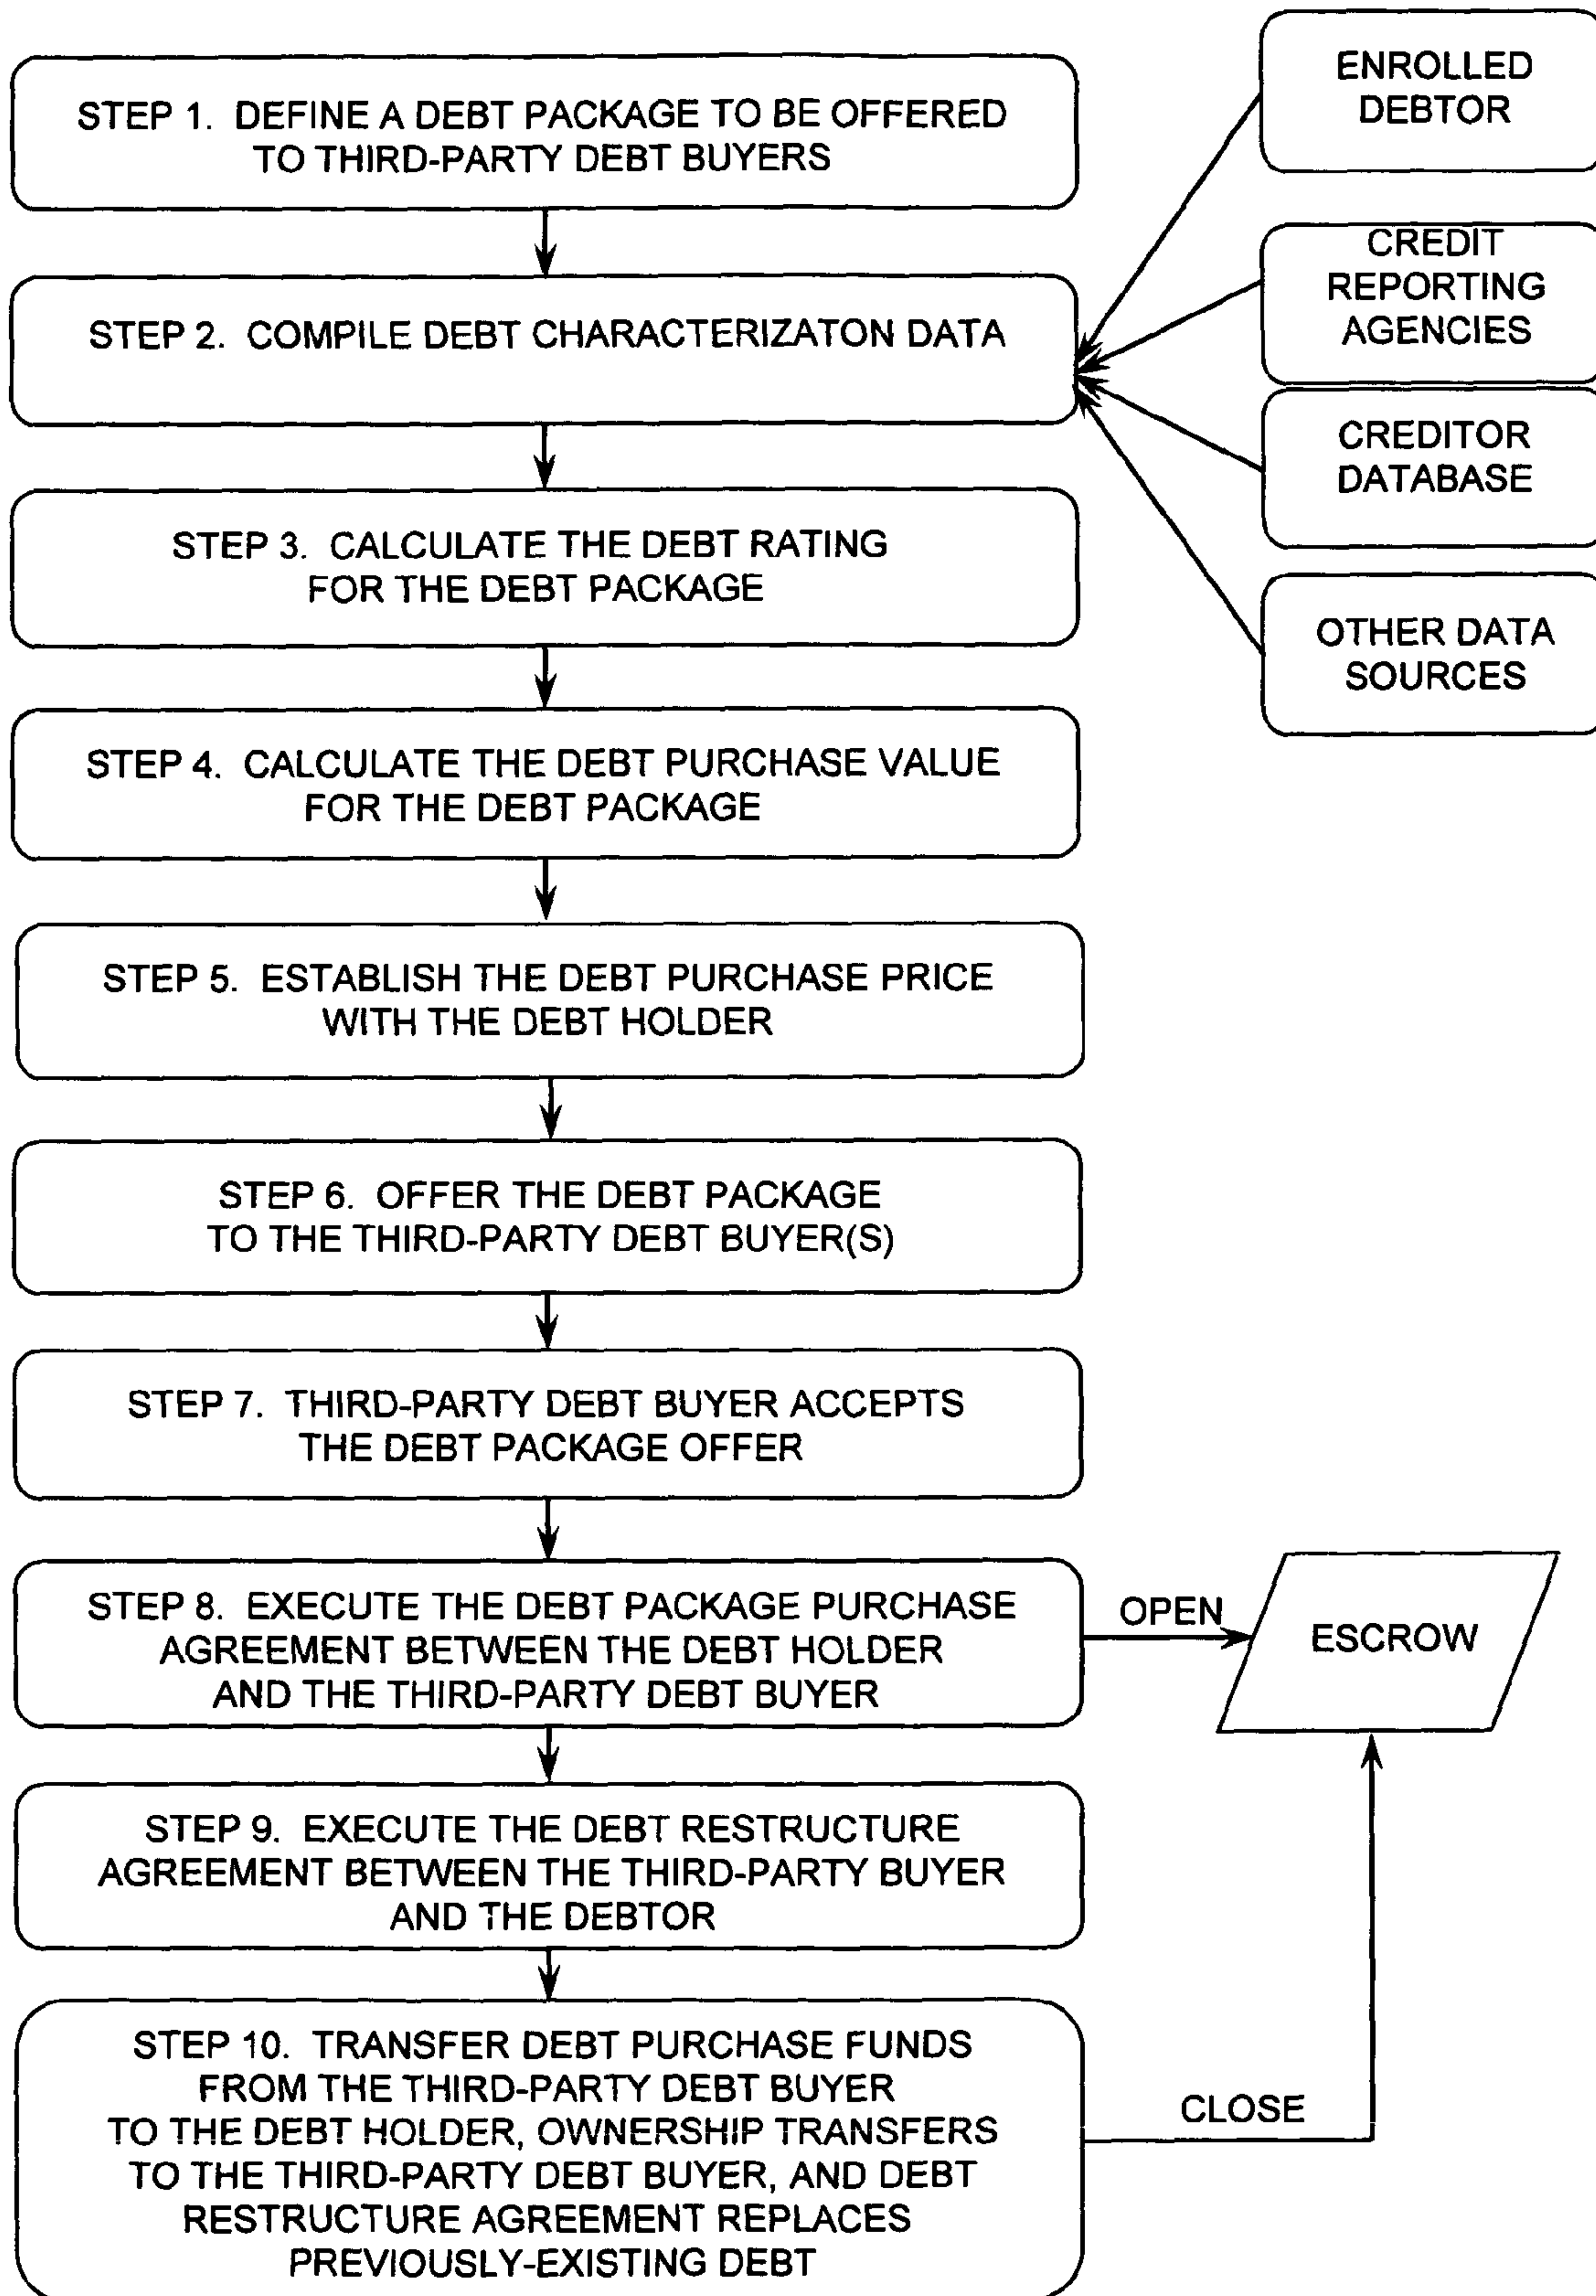 STEP 1. DEFINE A DEBT PACKAGE TO BE OFFERED
TO THIRD-PARTY DEBT BUYERS
ENROLLED
DEBTOR
STEP 2. COMPILE DEBT CHARACTERIZATON DATA
CREDIT
REPORTING
AGENCIES
CREDITOR
DATABASE
OTHER DATA
SOURCES
STEP 3. CALCULATE THE DEBT RATING
FOR THE DEBT PACKAGE
STEP 4. CALCULATE THE DEBT PURCHASE VALUE
FOR THE DEBT PACKAGE
STEP 5. ESTABLISH THE DEBT PURCHASE PRICE
WITH THE DEBT HOLDER
STEP 6. OFFER THE DEBT PACKAGE
TO THE THIRD-PARTY DEBT BUYER(S)
STEP 7. THIRD-PARTY DEBT BUYER ACCEPTS
THE DEBT PACKAGE OFFER
STEP 8. EXECUTE THE DEBT PACKAGE PURCHASE
AGREEMENT BETWEEN THE DEBT HOLDER
AND THE THIRD-PARTY DEBT BUYER
OPEN
ESCROW
STEP 9. EXECUTE THE DEBT RESTRUCTURE
AGREEMENT BETWEEN THE THIRD-PARTY BUYER
AND THE DEBTOR
STEP 10. TRANSFER DEBT PURCHASE FUNDS
FROM THE THIRD-PARTY DEBT BUYER
TO THE DEBT HOLDER, OWNERSHIP TRANSFERS
TO THE THIRD-PARTY DEBT BUYER, AND DEBT
RESTRUCTURE AGREEMENT REPLACES
PREVIOUSLY-EXISTING DEBT
CLOSE